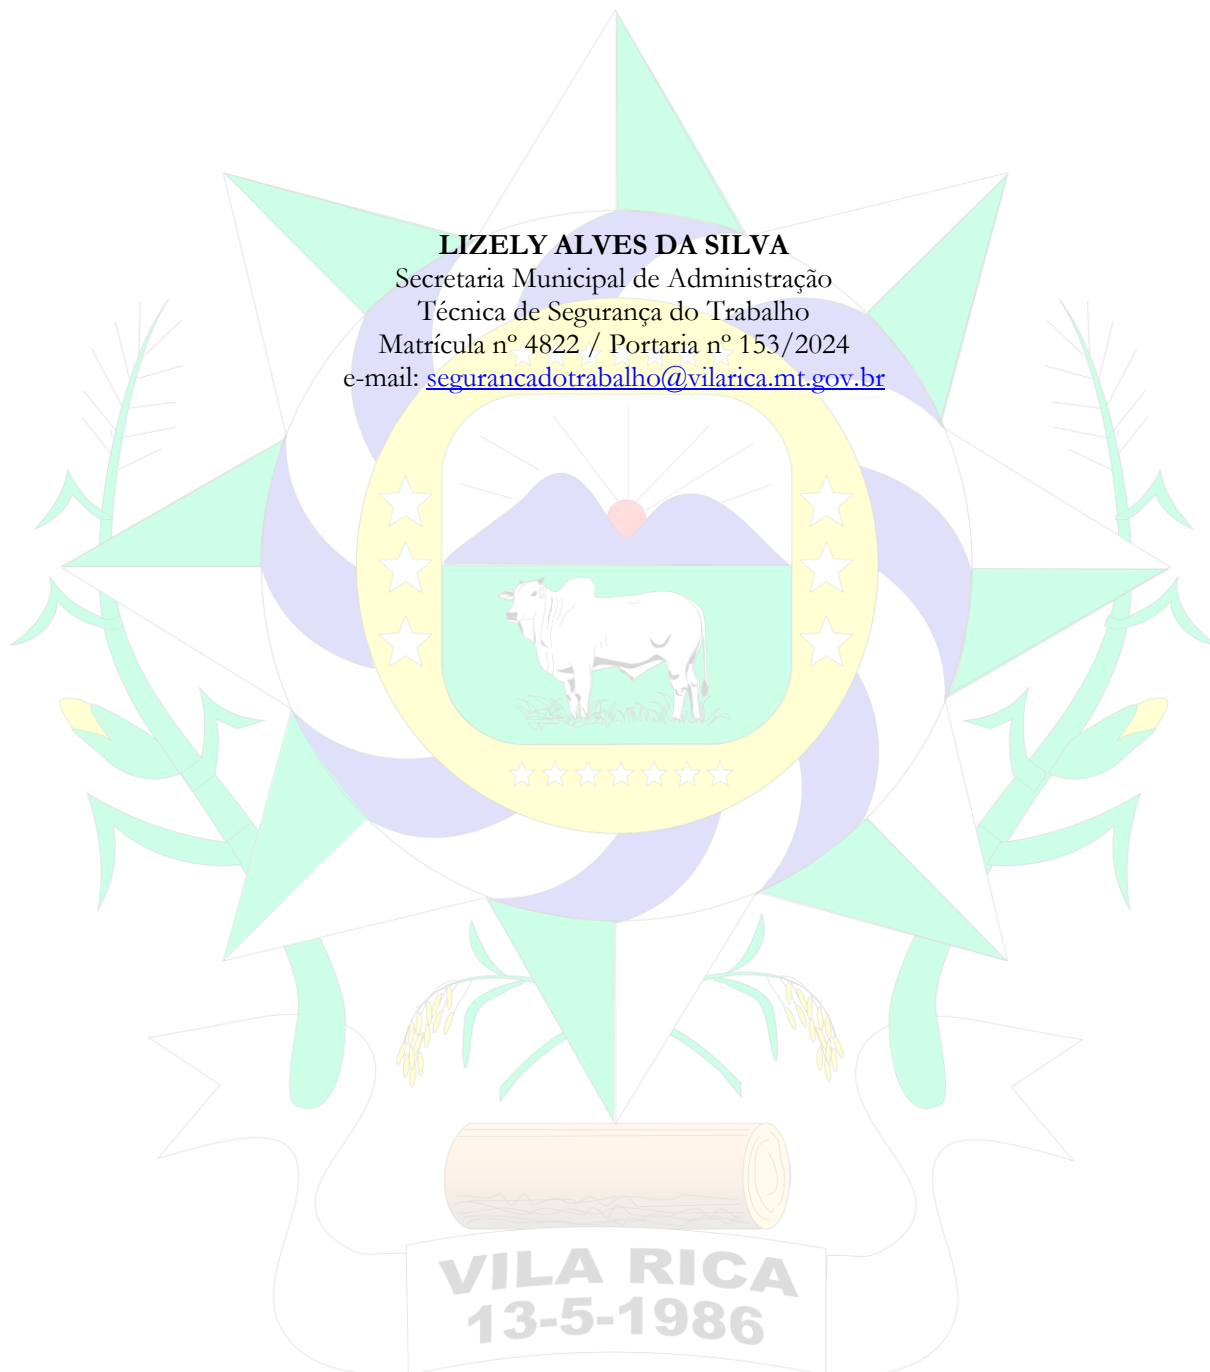 LIZELY ALVES DA SILVA
Secretaria Municipal de Administração
Técnica de Segurança do Trabalho
Matrícula nº 4822 / Portaria nº 153/2024
e-mail: segurancadotrabalho@vilarica.mt.gov.br
VILA RICA
13-5-1986